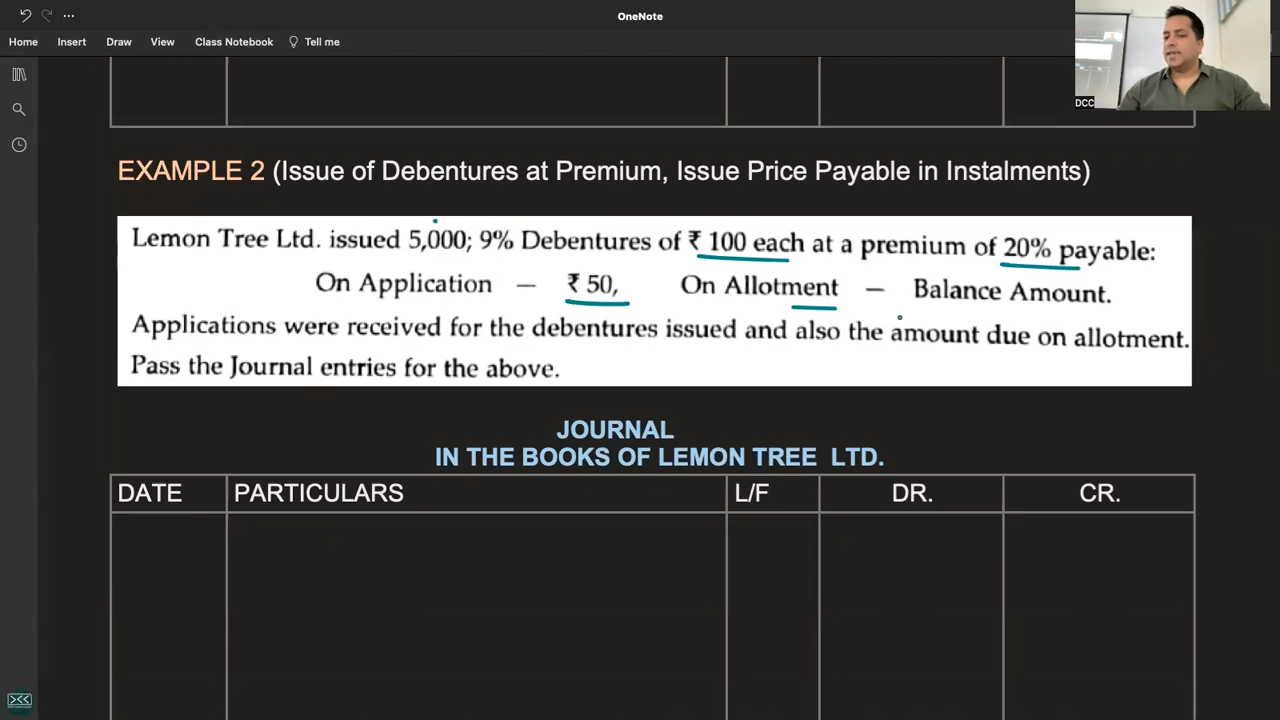 OneNote
Home Insert Draw View Class Notebook Tell me
DCC
EXAMPLE 2 (Issue of Debentures at Premium, Issue Price Payable in Instalments)
Lemon Tree Ltd. issued 5,000; 9% Debentures of ₹ 100 each at a premium of 20% payable:
On Application — ₹ 50, On Allotment — Balance Amount.
Applications were received for the debentures issued and also the amount due on allotment.
Pass the Journal entries for the above.
JOURNAL
IN THE BOOKS OF LEMON TREE LTD.
DATE PARTICULARS L/F DR. CR.